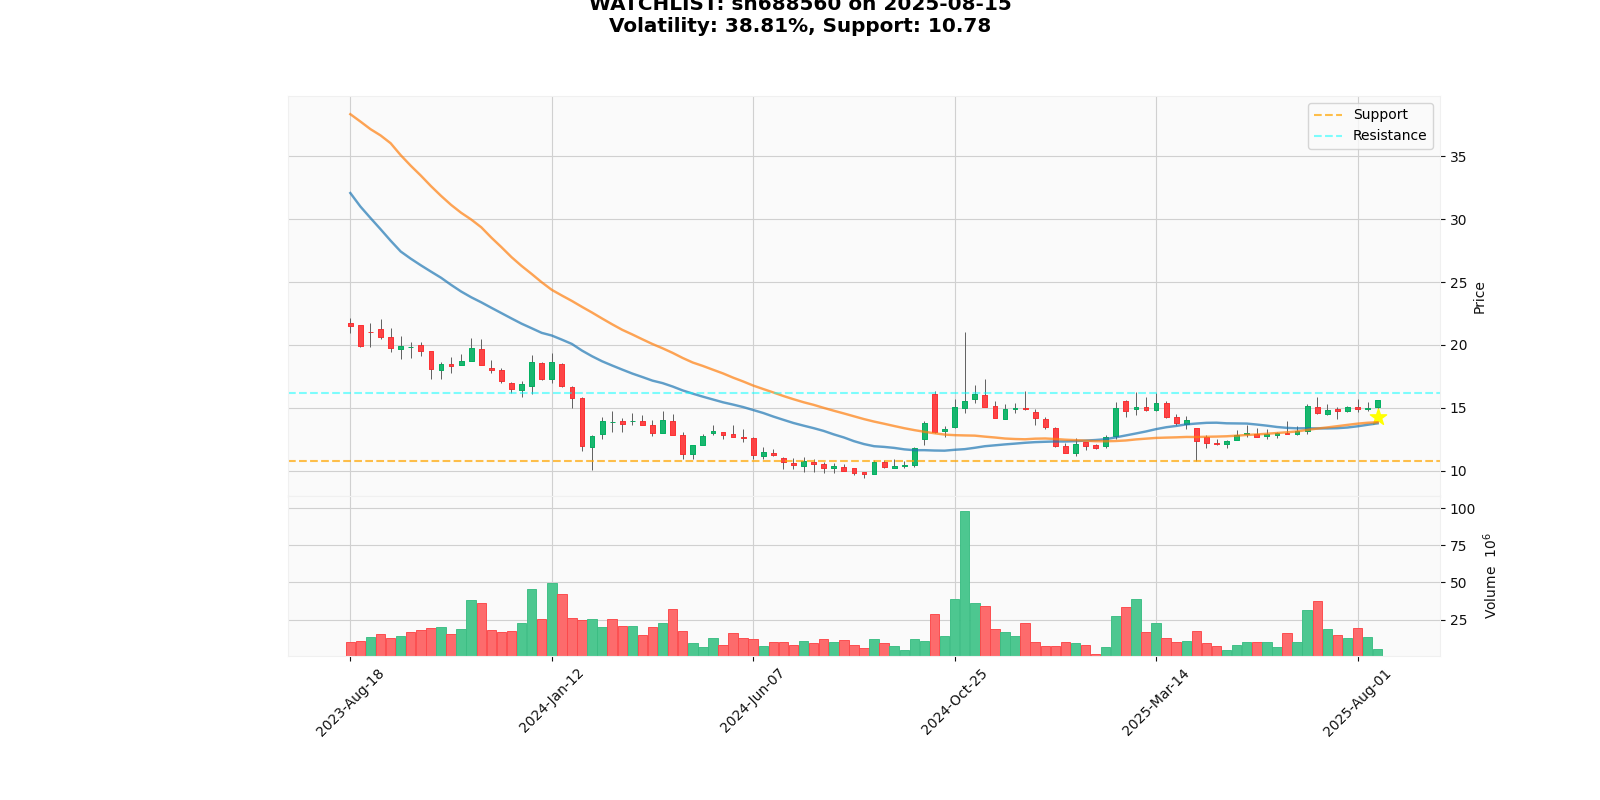 WATCHLIST: sh688560 on 2025-08-15
Volatility: 38.81%, Support: 10.78
Support
Resistance
35
30
25
20
15
10
Price
100
75
50
25
Volume 10⁶
2023-Aug-18
2024-Jan-12
2024-Jun-07
2024-Oct-25
2025-Mar-14
2025-Aug-01